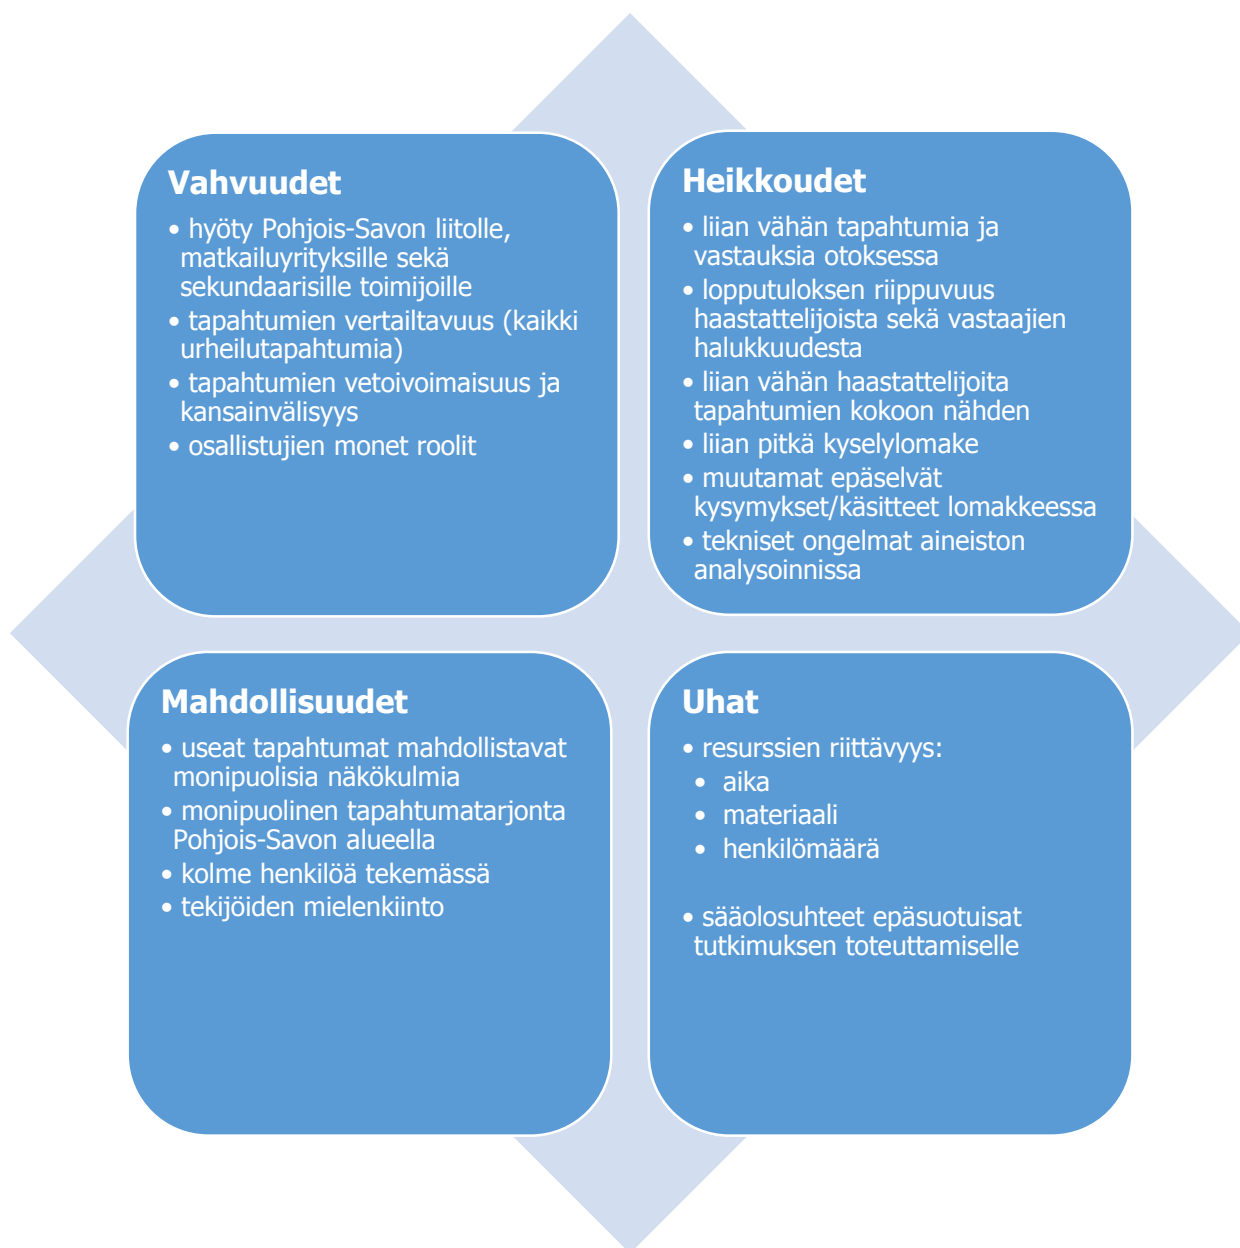 Vahvuudet
• hyöty Pohjois-Savon liitolle,
matkailuyrityksille sekä
sekundaarisille toimijoille
• tapahtumien vertailtavuus (kaikki
urheilutapahtumia)
• tapahtumien vetoivoimaisuus ja
kansainvälisyys
• osallistujien monet roolit
Heikkoudet
• liian vähän tapahtumia ja
vastauksia otoksessa
• lopputuloksen riippuvuus
haastattelijoista sekä vastaajien
halukkuudesta
• liian vähän haastattelijoita
tapahtumien kokoon nähden
• liian pitkä kyselylomake
• muutamat epäselvät
kysymykset/käsitteet lomakkeessa
• tekniset ongelmat aineiston
analysoinnissa
Mahdollisuudet
• useat tapahtumat mahdollistavat
monipuolisia näkökulmia
• monipuolinen tapahtumatarjonta
Pohjois-Savon alueella
• kolme henkilöä tekemässä
• tekijöiden mielenkiinto
Uhat
• resurssien riittävyys:
• aika
• materiaali
• henkilömäärä
• sääolosuhteet epäsuotuisat
tutkimuksen toteuttamiselle